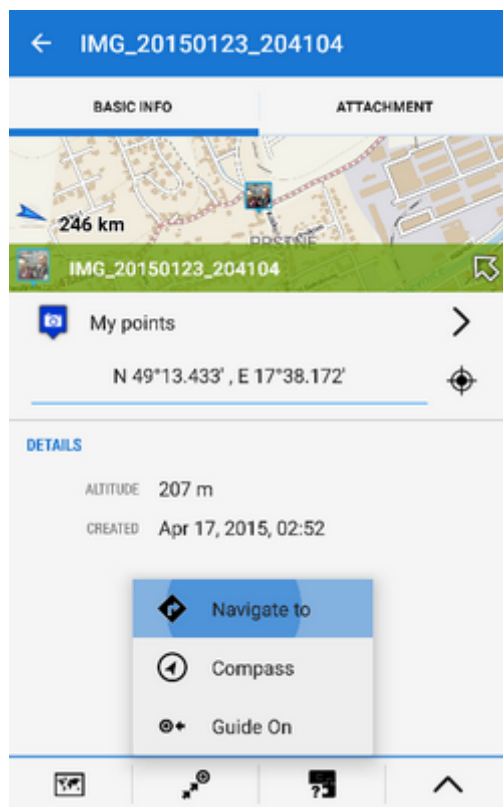 IMG_20150123_204104
BASIC INFO
ATTACHMENT
246 km
PRSTNÉ
IMG_20150123_204104
My points
N 49°13.433' , E 17°38.172'
DETAILS
ALTITUDE 207 m
CREATED Apr 17, 2015, 02:52
Navigate to
Compass
Guide On